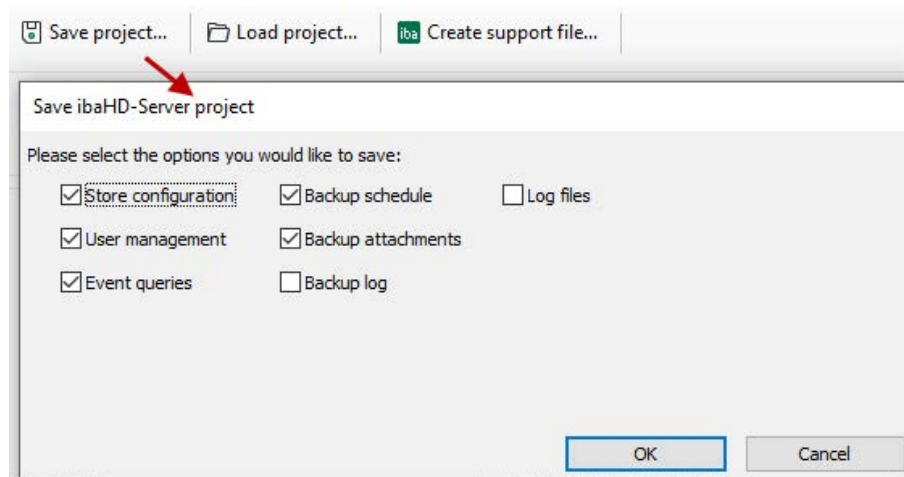 Save project... Load project... iba Create support file...
Save ibaHD-Server project
Please select the options you would like to save:
Store configuration Backup schedule Log files
User management Backup attachments
Event queries Backup log
OK Cancel